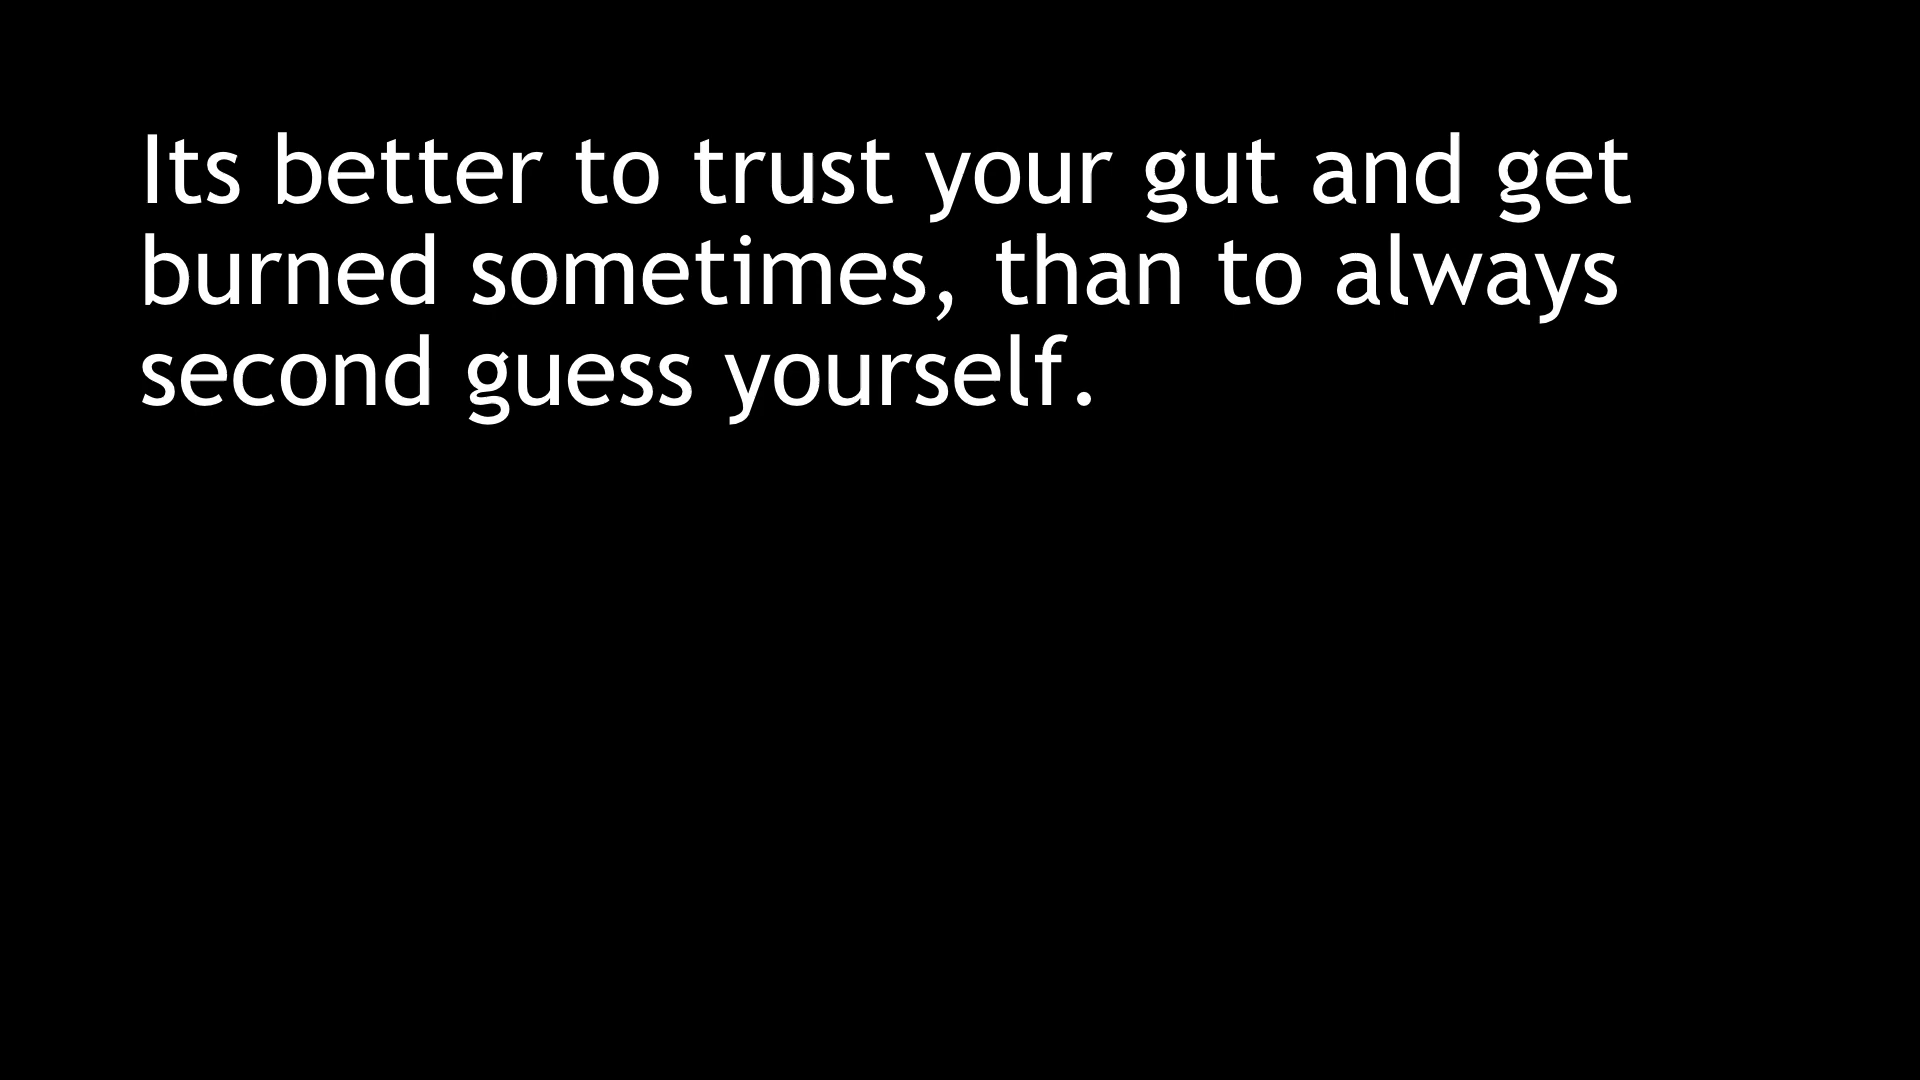 Its better to trust your gut and get
burned sometimes, than to always
second guess yourself.